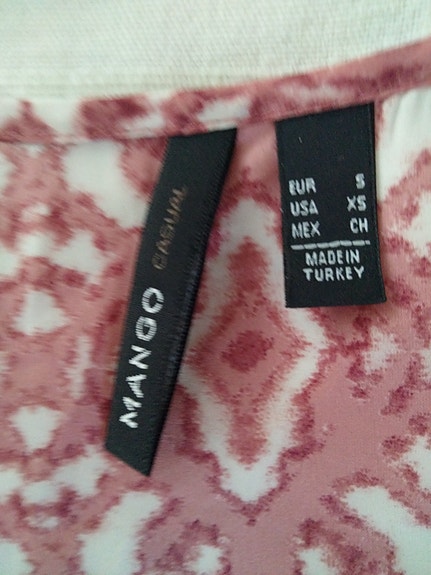 MANGO CASUAL
EUR S
USA XS
MEX CH
MADE IN
TURKEY